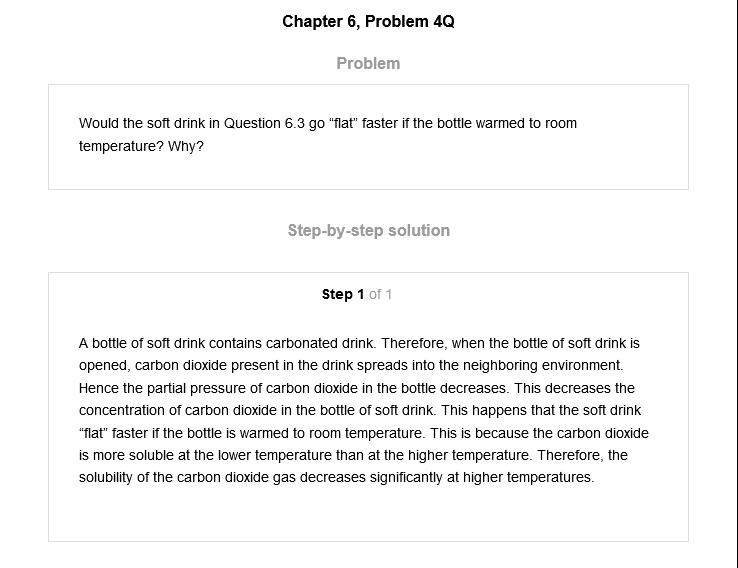 Chapter 6, Problem 4Q
Problem
Would the soft drink in Question 6.3 go “flat” faster if the bottle warmed to room
temperature? Why?
Step-by-step solution
Step 1 of 1
A bottle of soft drink contains carbonated drink. Therefore, when the bottle of soft drink is
opened, carbon dioxide present in the drink spreads into the neighboring environment.
Hence the partial pressure of carbon dioxide in the bottle decreases. This decreases the
concentration of carbon dioxide in the bottle of soft drink. This happens that the soft drink
“flat” faster if the bottle is warmed to room temperature. This is because the carbon dioxide
is more soluble at the lower temperature than at the higher temperature. Therefore, the
solubility of the carbon dioxide gas decreases significantly at higher temperatures.